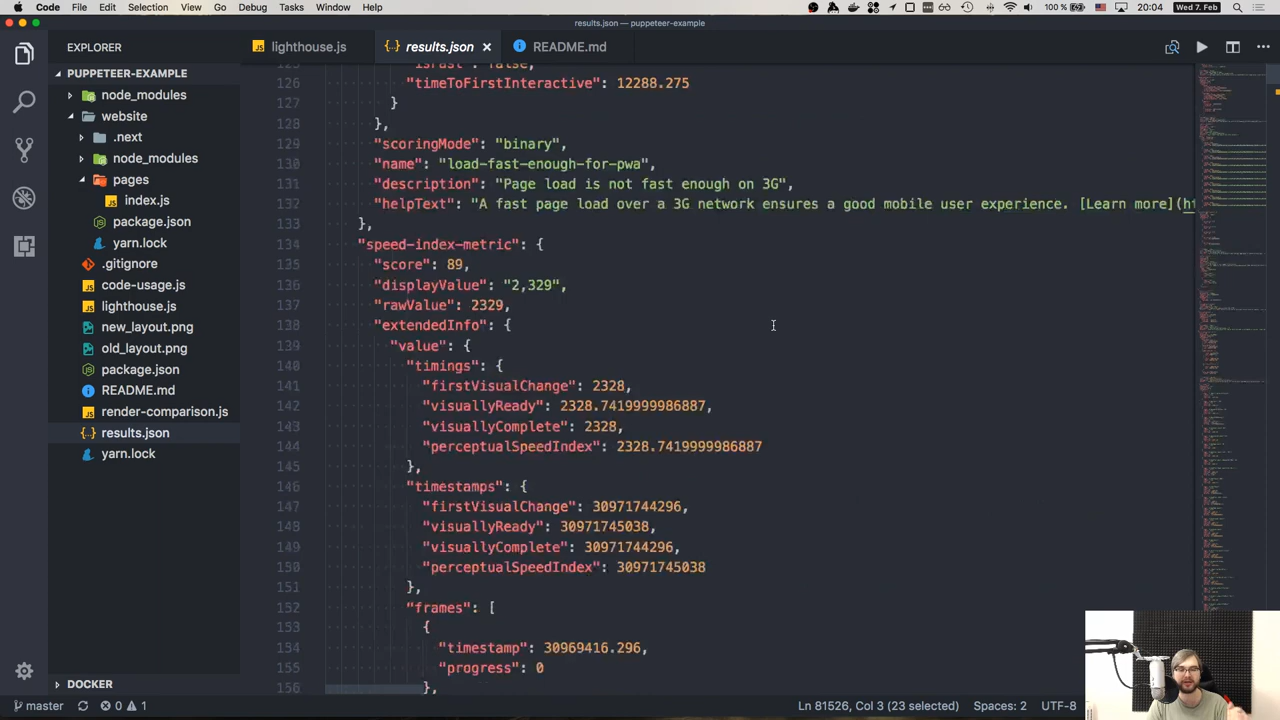 Code File Edit Selection View Go Debug Tasks Window Help 100 % 20:04 Wed 7. Feb
results.json — puppeteer-example
EXPLORER
lighthouse.js
results.json
README.md
PUPPETEER-EXAMPLE
node_modules
website
.next
node_modules
pages
index.js
package.json
yarn.lock
.gitignore
code-usage.js
lighthouse.js
new_layout.png
old_layout.png
package.json
README.md
render-comparison.js
results.json
yarn.lock
DOCKER
125 "isFast": false,
126 "timeToFirstInteractive": 12288.275
127 }
128 },
129 "scoringMode": "binary",
130 "name": "load-fast-enough-for-pwa",
131 "description": "Page load is not fast enough on 3G",
132 "helpText": "A fast page load over a 3G network ensures a good mobile user experience. [Learn more](ht
133 },
134 "speed-index-metric": {
135 "score": 89,
136 "displayValue": "2,329",
137 "rawValue": 2329,
138 "extendedInfo": {
139 "value": {
140 "timings": {
141 "firstVisualChange": 2328,
142 "visuallyReady": 2328.7419999986887,
143 "visuallyComplete": 2328,
144 "perceptualSpeedIndex": 2328.7419999986887
145 },
146 "timestamps": {
147 "firstVisualChange": 30971744296,
148 "visuallyReady": 30971745038,
149 "visuallyComplete": 30971744296,
150 "perceptualSpeedIndex": 30971745038
151 },
152 "frames": [
153 {
154 "timestamp": 30969416.296,
155 "progress": 0
156 },
master 0 1
Ln 81526, Col 3 (23 selected) Spaces: 2 UTF-8